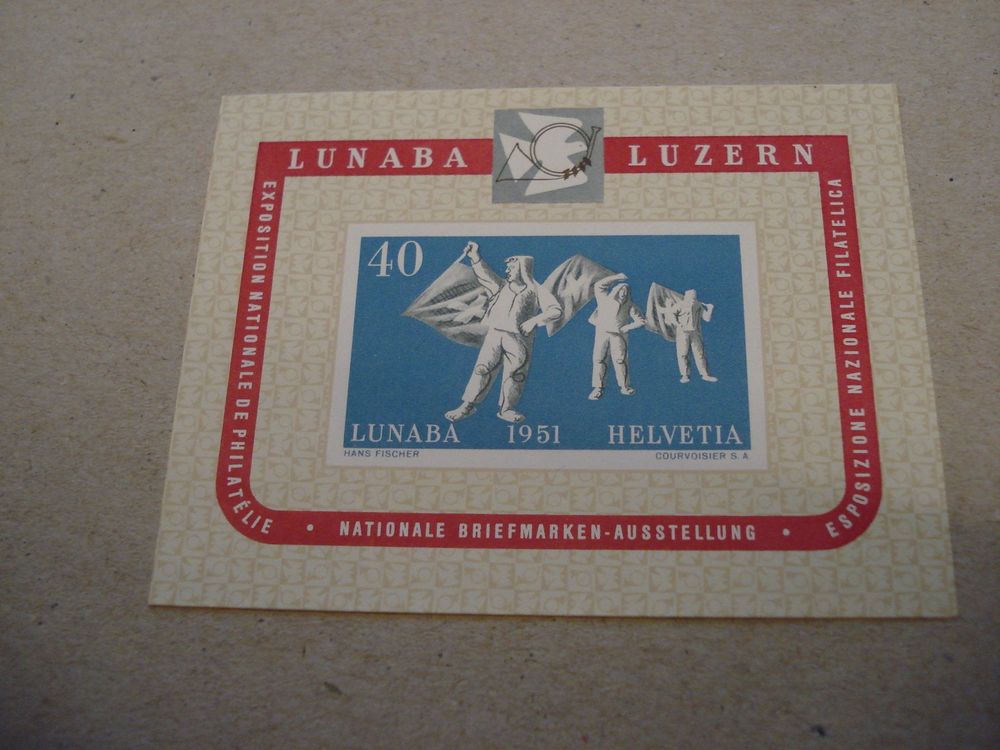 LUNABA LUZERN
EXPOSITION NATIONALE DE PHILATÉLIE
40
LUNABA 1951 HELVETIA
HANS FISCHER COURVOISIER S. A
• NATIONALE BRIEFMARKEN-AUSSTELLUNG •
ESPOSIZIONE NAZIONALE FILATELICA